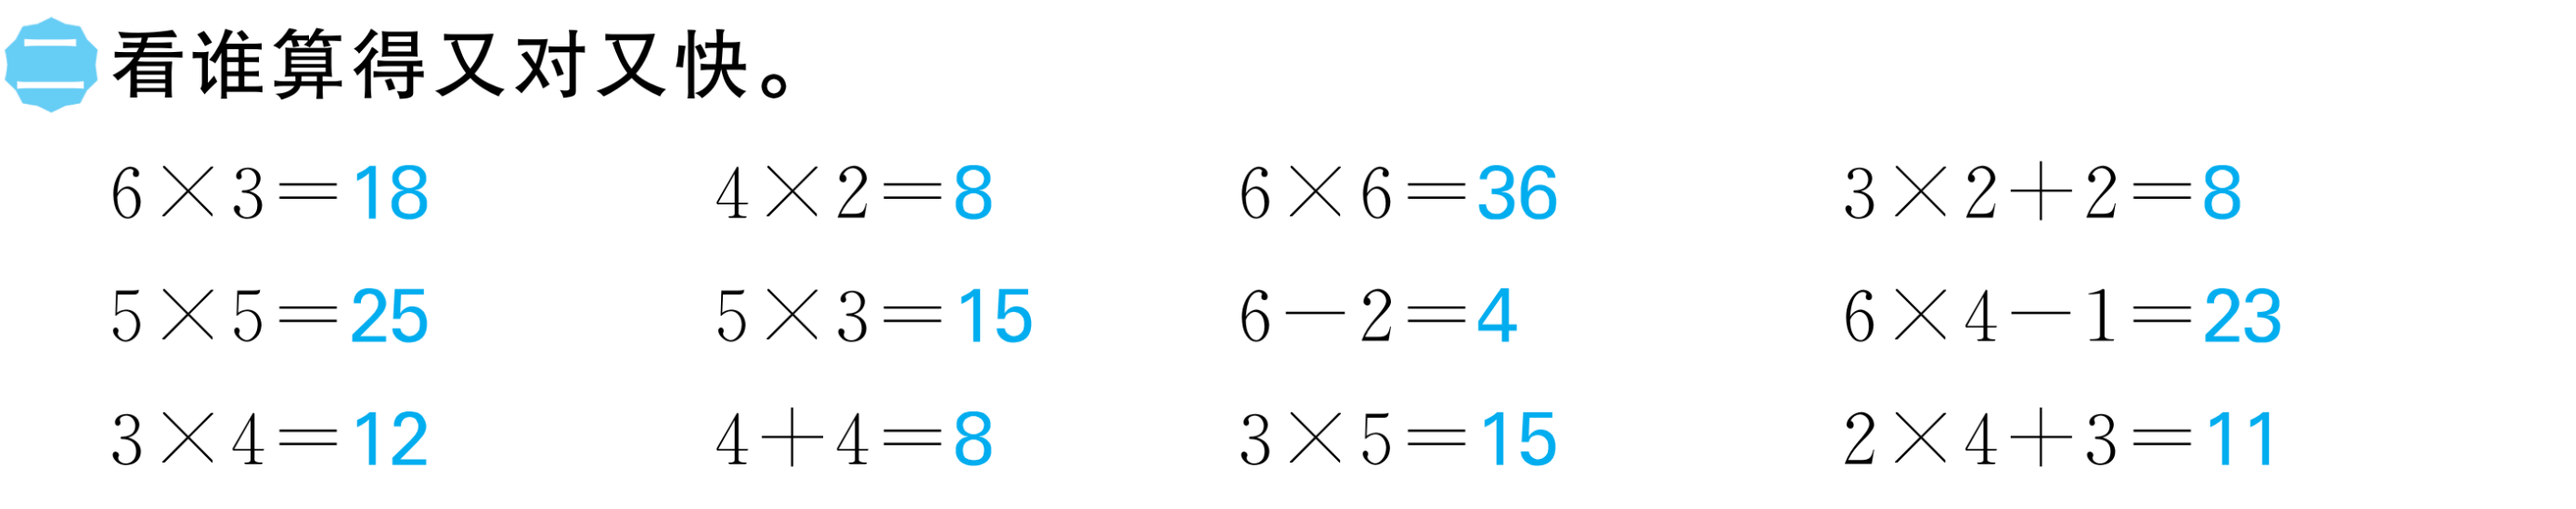 二 看谁算得又对又快。
6×3=18 4×2=8 6×6=36 3×2+2=8
5×5=25 5×3=15 6-2=4 6×4-1=23
3×4=12 4+4=8 3×5=15 2×4+3=11